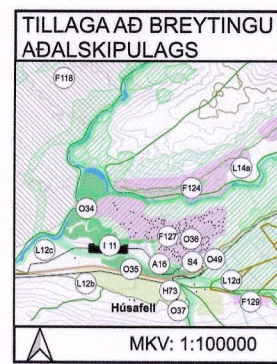 TILLAGA AÐ BREYTINGU
AÐALSKIPULAGS
F118
L14a
F124
O34
F127 O36
L12c I 11
A16 S4 O49
O35
L12b H73 L12d
F129
Húsafell O37
MKV: 1:100000